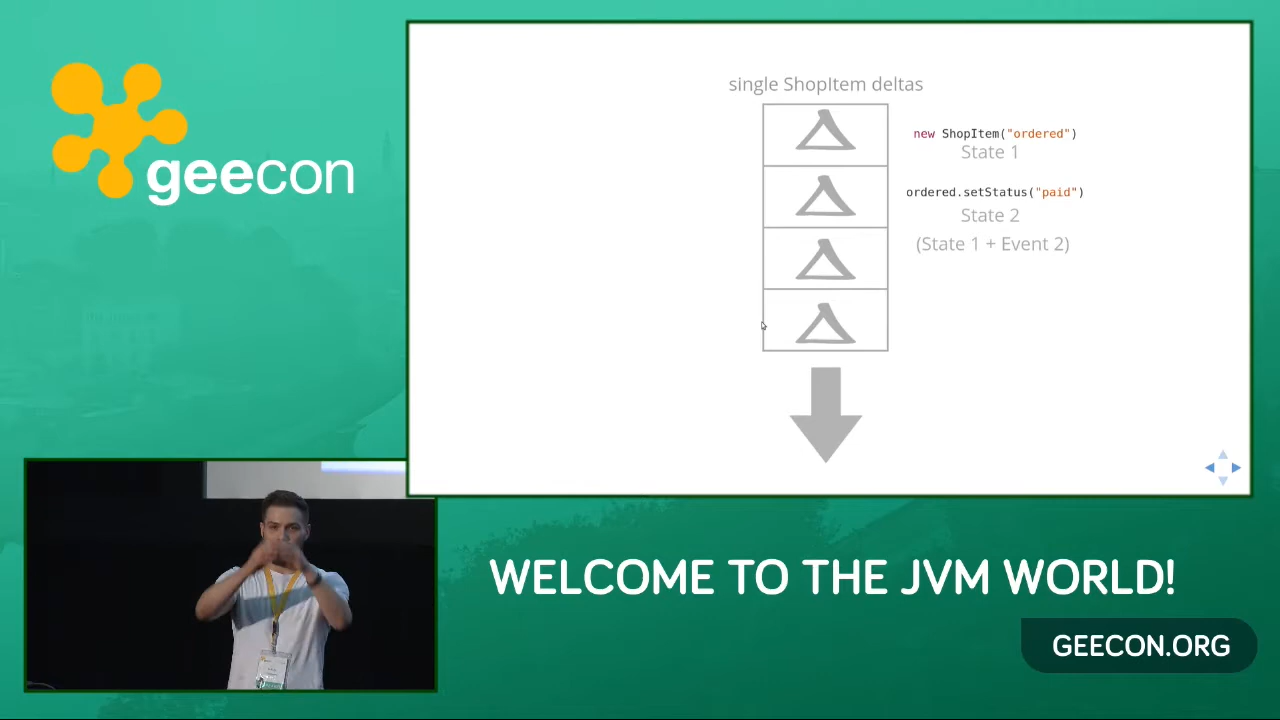 geecon
single ShopItem deltas
new ShopItem("ordered")
State 1
ordered.setStatus("paid")
State 2
(State 1 + Event 2)
WELCOME TO THE JVM WORLD!
GEECON.ORG